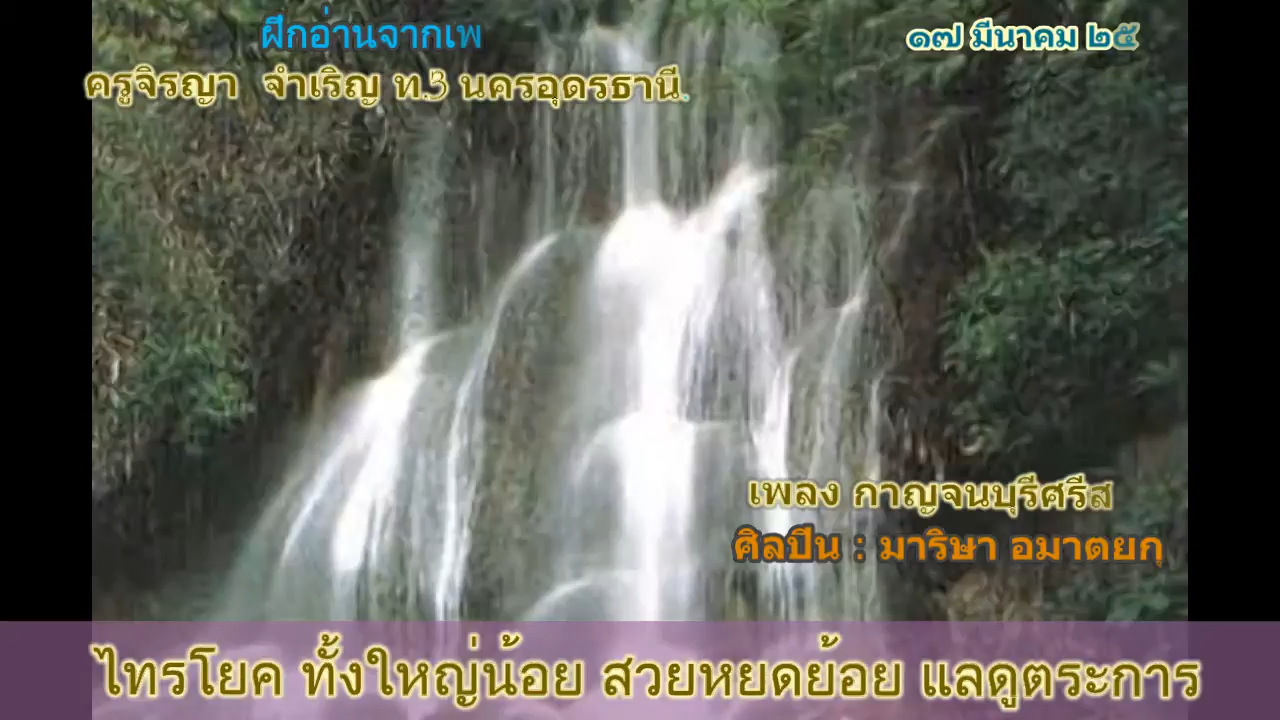 ฝึกอ่านจากเพ
๑๗ มีนาคม ๒๕
ครูจิรญา จำเริญ ท.3 นครอุดรธานี.
เพลง กาญจนบุรีศรีส
ศิลปิน : มาริษา อมาตยกุ
ไทรโยค ทั้งใหญ่น้อย สวยหยดย้อย แลดูตระการ